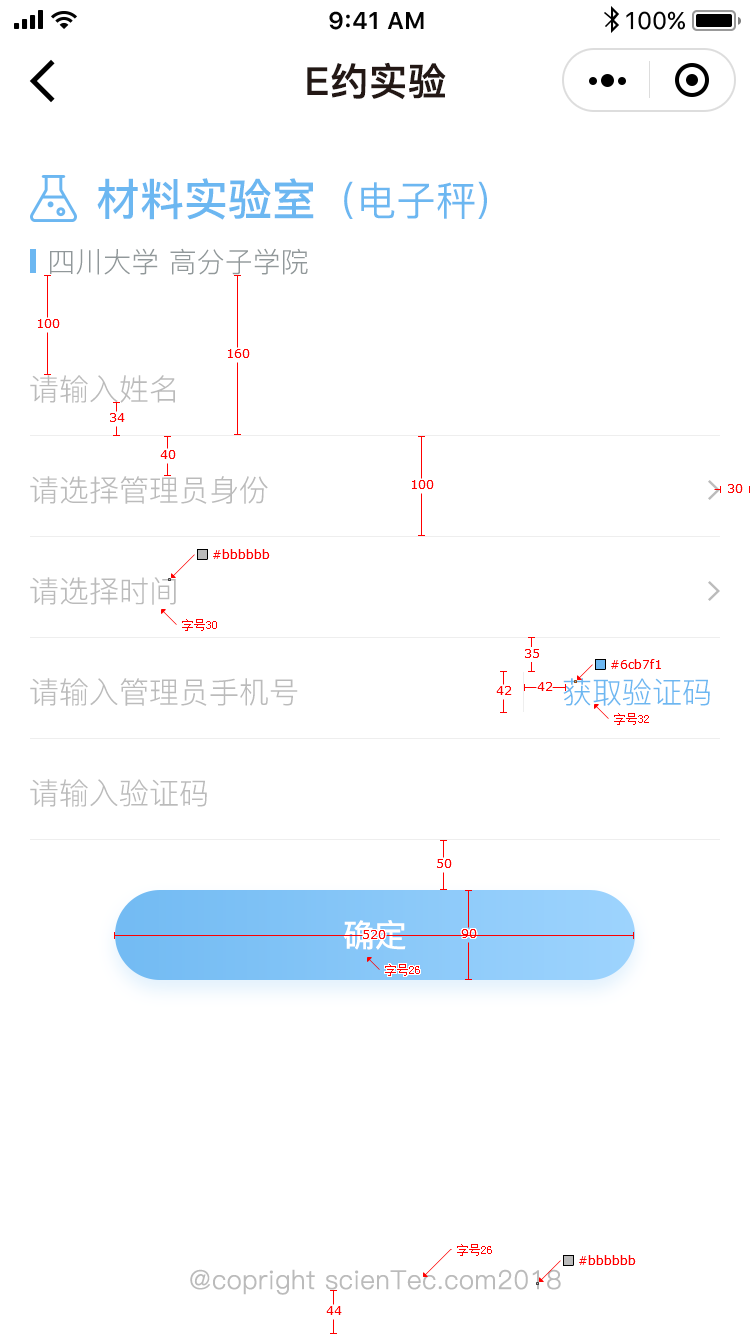 9:41 AM 100%
E约实验
材料实验室（电子秤）
四川大学 高分子学院
100
160
请输入姓名
34
40
100
请选择管理员身份
30
#bbbbbb
请选择时间
字号30
35
#6cb7f1
请输入管理员手机号
42
42
获取验证码
字号32
请输入验证码
50
确定
520
90
字号26
字号26
#bbbbbb
@copright scienTec.com2018
44